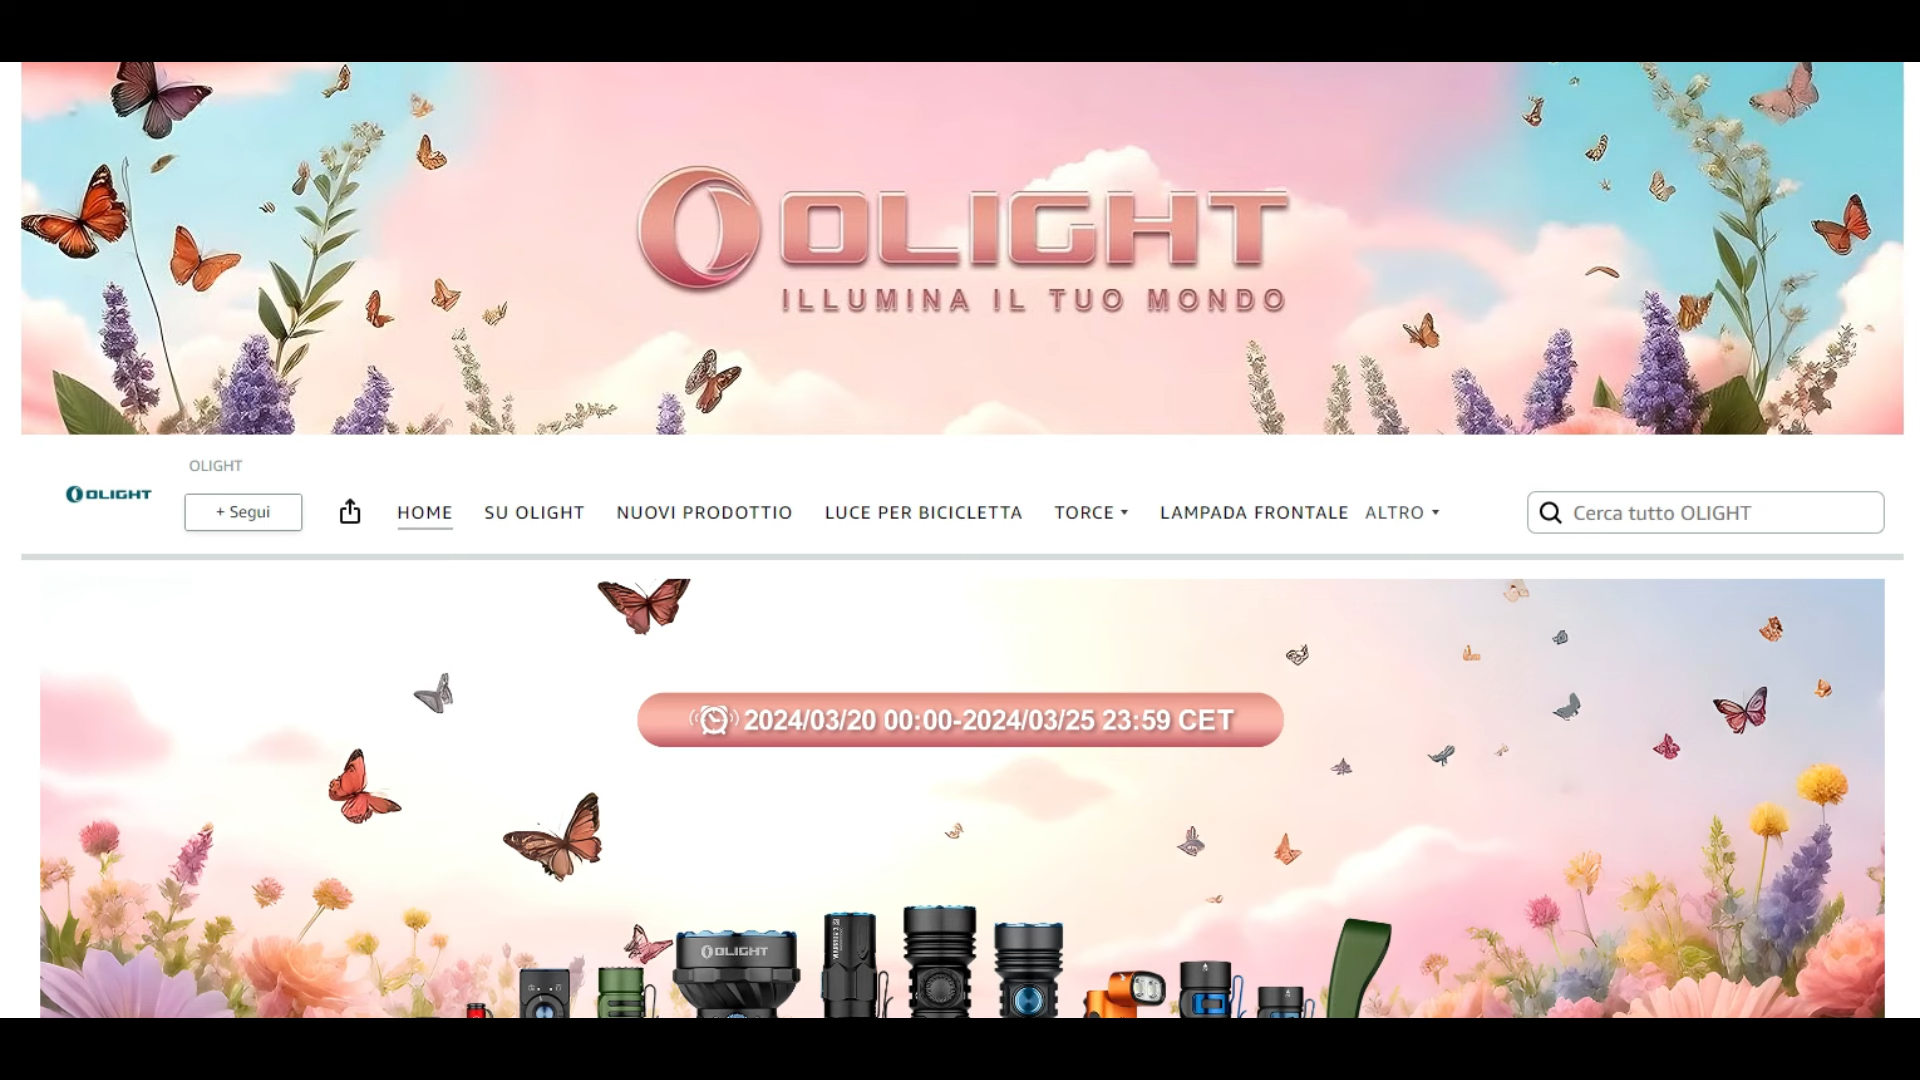 OLIGHT
ILLUMINA IL TUO MONDO
OLIGHT
OLIGHT
+ Segui
HOME
SU OLIGHT
NUOVI PRODOTTIO
LUCE PER BICICLETTA
TORCE
LAMPADA FRONTALE
ALTRO
Cerca tutto OLIGHT
2024/03/20 00:00-2024/03/25 23:59 CET
OLIGHT